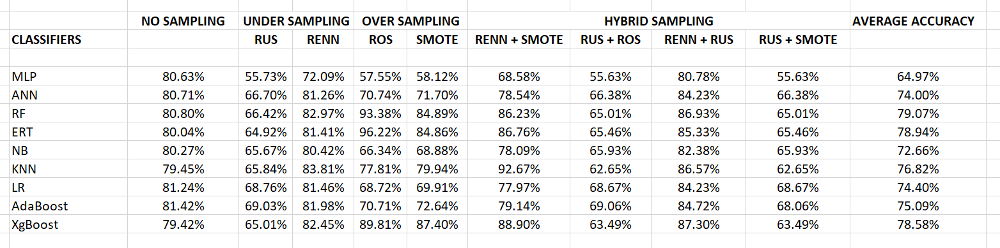 NO SAMPLING UNDER SAMPLING OVER SAMPLING HYBRID SAMPLING AVERAGE ACCURACY
CLASSIFIERS RUS RENN ROS SMOTE RENN + SMOTE RUS + ROS RENN + RUS RUS + SMOTE
MLP 80.63% 55.73% 72.09% 57.55% 58.12% 68.58% 55.63% 80.78% 55.63% 64.97%
ANN 80.71% 66.70% 81.26% 70.74% 71.70% 78.54% 66.38% 84.23% 66.38% 74.00%
RF 80.80% 66.42% 82.97% 93.38% 84.89% 86.23% 65.01% 86.93% 65.01% 79.07%
ERT 80.04% 64.92% 81.41% 96.22% 84.86% 86.76% 65.46% 85.33% 65.46% 78.94%
NB 80.27% 65.67% 80.42% 66.34% 68.88% 78.09% 65.93% 82.38% 65.93% 72.66%
KNN 79.45% 65.84% 83.81% 77.81% 79.94% 92.67% 62.65% 86.57% 62.65% 76.82%
LR 81.24% 68.76% 81.46% 68.72% 69.91% 77.97% 68.67% 84.23% 68.67% 74.40%
AdaBoost 81.42% 69.03% 81.98% 70.71% 72.64% 79.14% 69.06% 84.72% 68.06% 75.09%
XgBoost 79.42% 65.01% 82.45% 89.81% 87.40% 88.90% 63.49% 87.30% 63.49% 78.58%